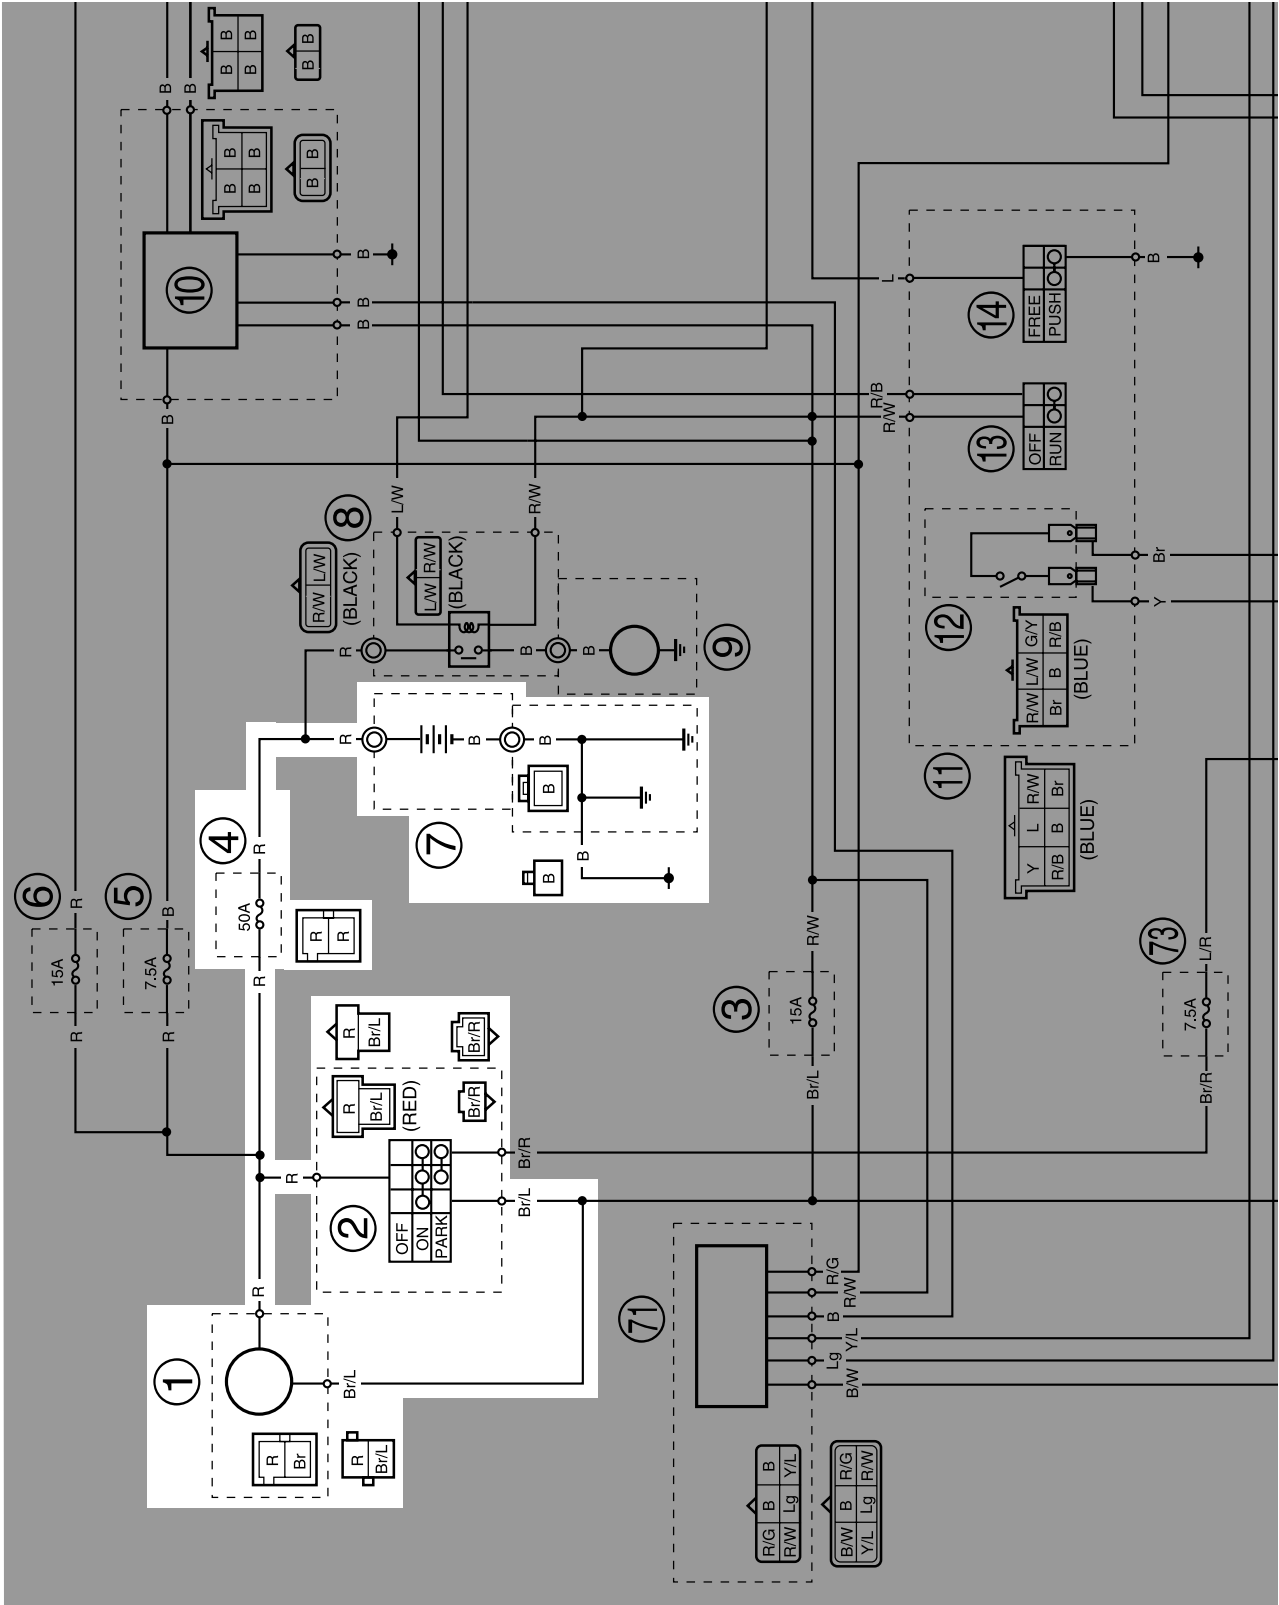 B
B
B B
B B
B B
B B
B B
B B
B B
10
B
B
B
B
L
14
FREE
PUSH
B
R/B
R/W
13
OFF
RUN
8
L/W
R/W
R/W L/W
(BLACK)
L/W R/W
(BLACK)
R
B
B
9
12
Br
Y
R/W L/W G/Y
Br B R/B
(BLUE)
11
Y L R/W
R/B B Br
(BLUE)
R
B
B
B
B
B
7
4
R
50A
R
R
R
6
R
15A
R
5
B
7.5A
R
R/W
3
15A
Br/L
73
L/R
7.5A
Br/R
R
Br/L
Br/R
R
Br/L
(RED)
Br/R
R
2
OFF
ON
PARK
Br/R
Br/L
R
1
Br/L
R
Br
R
Br/L
71
R/G
R/W
B
Y/L
Lg
B/W
R/G B B
R/W Lg Y/L
B/W B R/G
Y/L Lg R/W